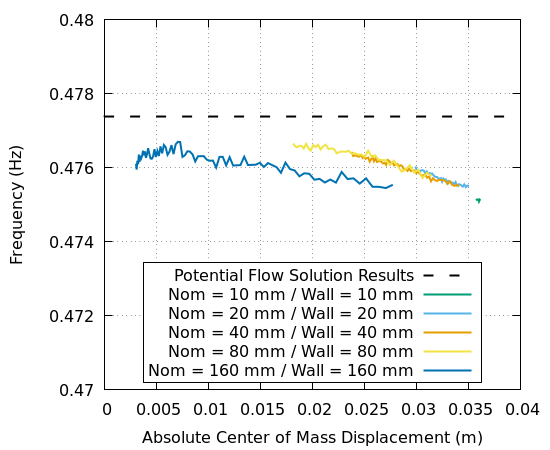 0.48
0.478
0.476
0.474
0.472
0.47
Frequency (Hz)
Potential Flow Solution Results
Nom = 10 mm / Wall = 10 mm
Nom = 20 mm / Wall = 20 mm
Nom = 40 mm / Wall = 40 mm
Nom = 80 mm / Wall = 80 mm
Nom = 160 mm / Wall = 160 mm
0 0.005 0.01 0.015 0.02 0.025 0.03 0.035 0.04
Absolute Center of Mass Displacement (m)